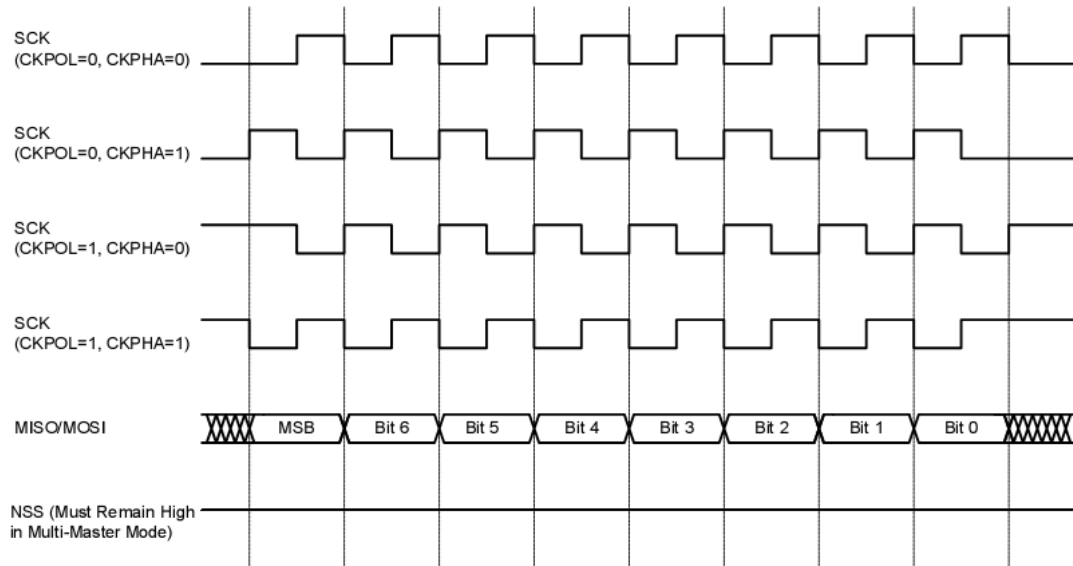 SCK
(CKPOL=0, CKPHA=0)
SCK
(CKPOL=0, CKPHA=1)
SCK
(CKPOL=1, CKPHA=0)
SCK
(CKPOL=1, CKPHA=1)
MISO/MOSI MSB Bit 6 Bit 5 Bit 4 Bit 3 Bit 2 Bit 1 Bit 0
NSS (Must Remain High
in Multi-Master Mode)